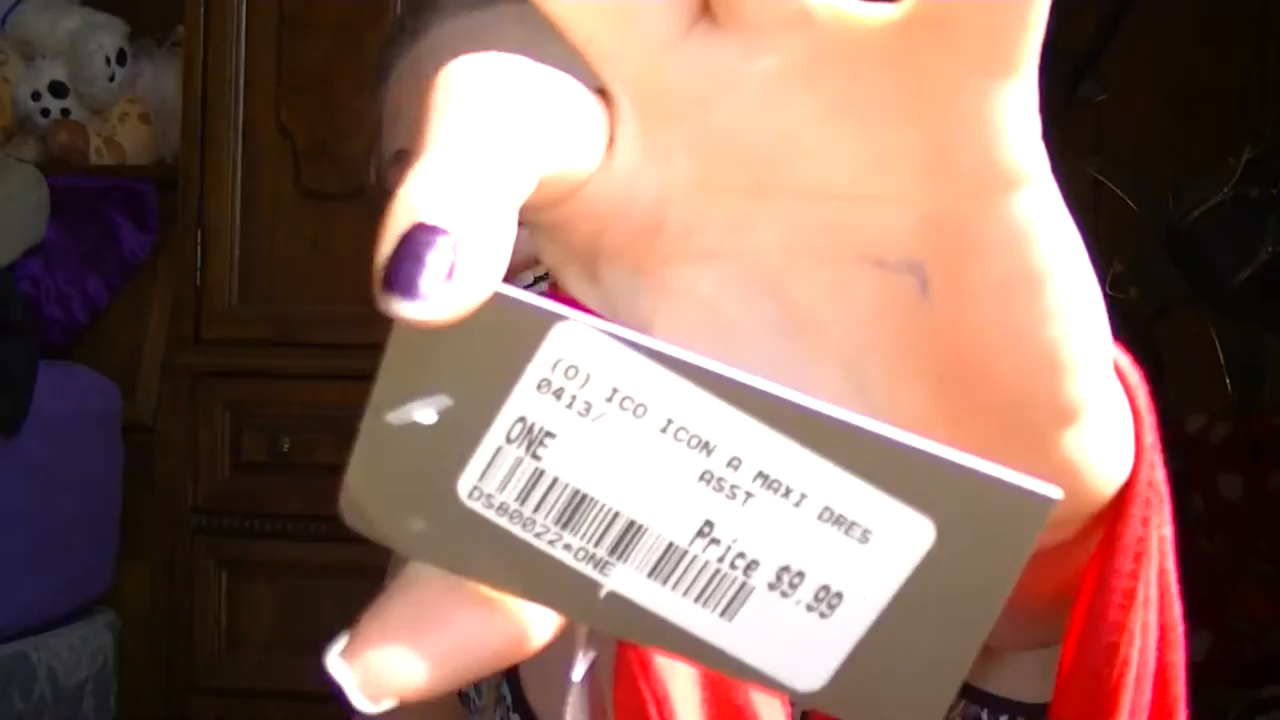 (O) ICO ICON A MAXI DRES
0413/ ASST
ONE
Price $9.99
DS80022*ONE